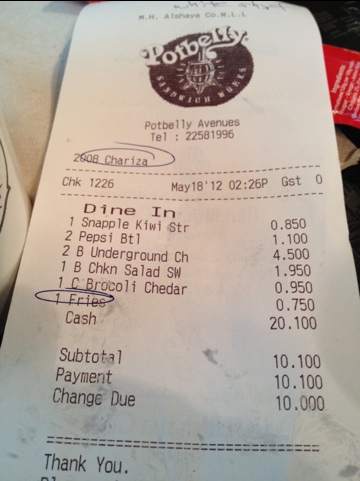 M.H. Alshaya Co.W.L.L
Potbelly
SANDWICH WORKS
Potbelly Avenues
Tel : 22581996
2008 Chariza
Chk 1226 May18'12 02:26P Gst 0
Dine In
1 Snapple Kiwi Str 0.850
2 Pepsi Btl 1.100
2 B Underground Ch 4.500
1 B Chkn Salad SW 1.950
1 C Brocoli Chedar 0.950
1 Fries 0.750
Cash 20.100
Subtotal 10.100
Payment 10.100
Change Due 10.000
Thank You.